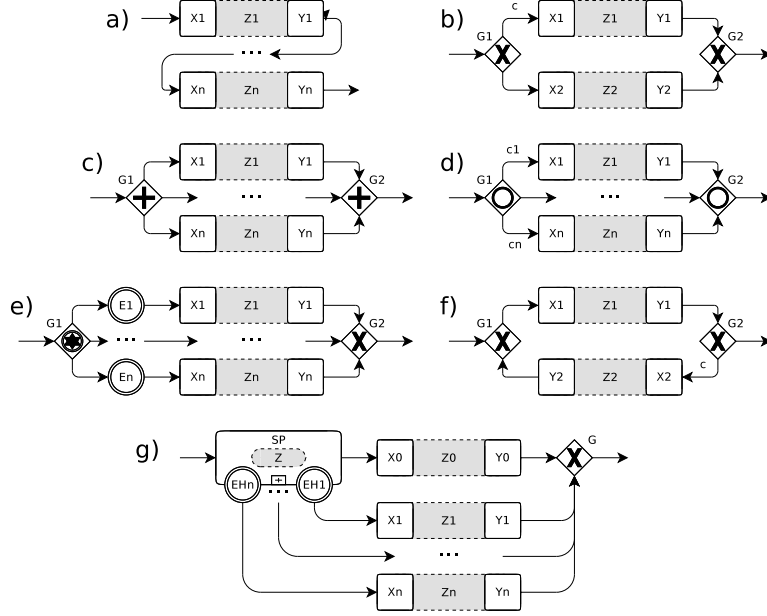 a) X1 Z1 Y1
...
Xn Zn Yn
b) G1 c X1 Z1 Y1 G2
X X
X2 Z2 Y2
c) G1 X1 Z1 Y1 G2
...
Xn Zn Yn
d) G1 c1 X1 Z1 Y1 G2
...
cn Xn Zn Yn
e) G1 E1 X1 Z1 Y1 G2
... ... X
En Xn Zn Yn
f) G1 X1 Z1 Y1 G2
X X
Y2 Z2 X2 c
g) SP G
Z X0 Z0 Y0 X
EHn + EH1
...
X1 Z1 Y1
...
Xn Zn Yn